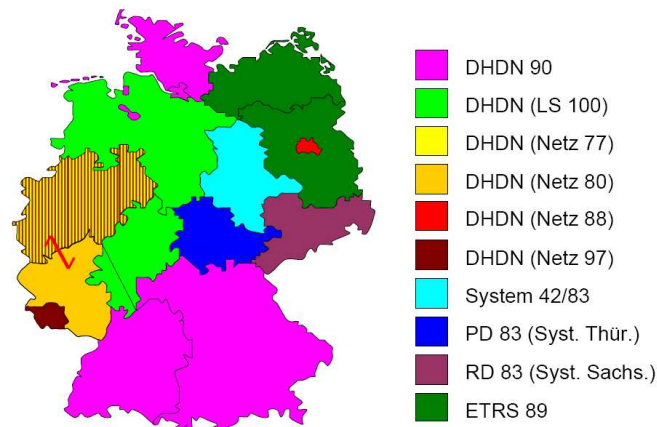 DHDN 90
DHDN (LS 100)
DHDN (Netz 77)
DHDN (Netz 80)
DHDN (Netz 88)
DHDN (Netz 97)
System 42/83
PD 83 (Syst. Thür.)
RD 83 (Syst. Sachs.)
ETRS 89